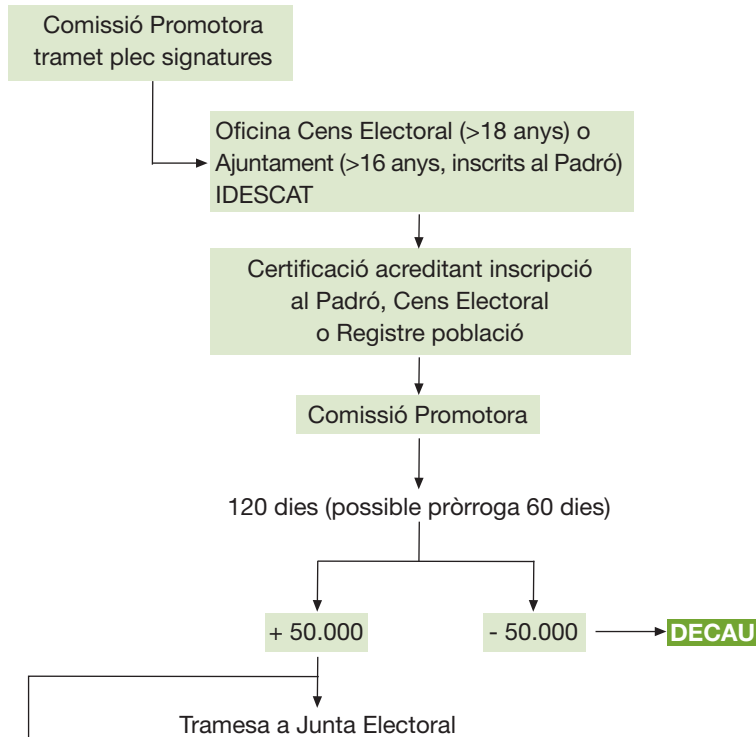 Comissió Promotora
tramet plec signatures
Oficina Cens Electoral (>18 anys) o
Ajuntament (>16 anys, inscrits al Padró)
IDESCAT
Certificació acreditant inscripció
al Padró, Cens Electoral
o Registre població
Comissió Promotora
120 dies (possible pròrroga 60 dies)
+ 50.000
- 50.000
DECAU
Tramesa a Junta Electoral